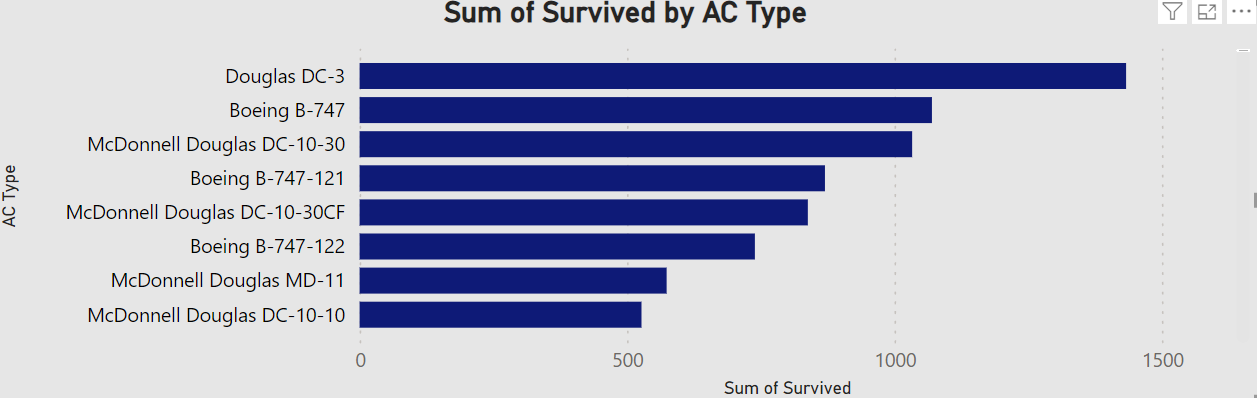 Sum of Survived by AC Type
AC Type
Douglas DC-3
Boeing B-747
McDonnell Douglas DC-10-30
Boeing B-747-121
McDonnell Douglas DC-10-30CF
Boeing B-747-122
McDonnell Douglas MD-11
McDonnell Douglas DC-10-10
0 500 1000 1500
Sum of Survived